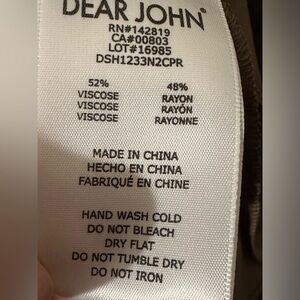 DEAR JOHN
RN#142819
CA#00803
LOT#16985
DSH1233N2CPR
52% 48%
VISCOSE RAYON
VISCOSE RAYÓN
VISCOSE RAYONNE
MADE IN CHINA
HECHO EN CHINA
FABRIQUÉ EN CHINE
HAND WASH COLD
DO NOT BLEACH
DRY FLAT
DO NOT TUMBLE DRY
DO NOT IRON